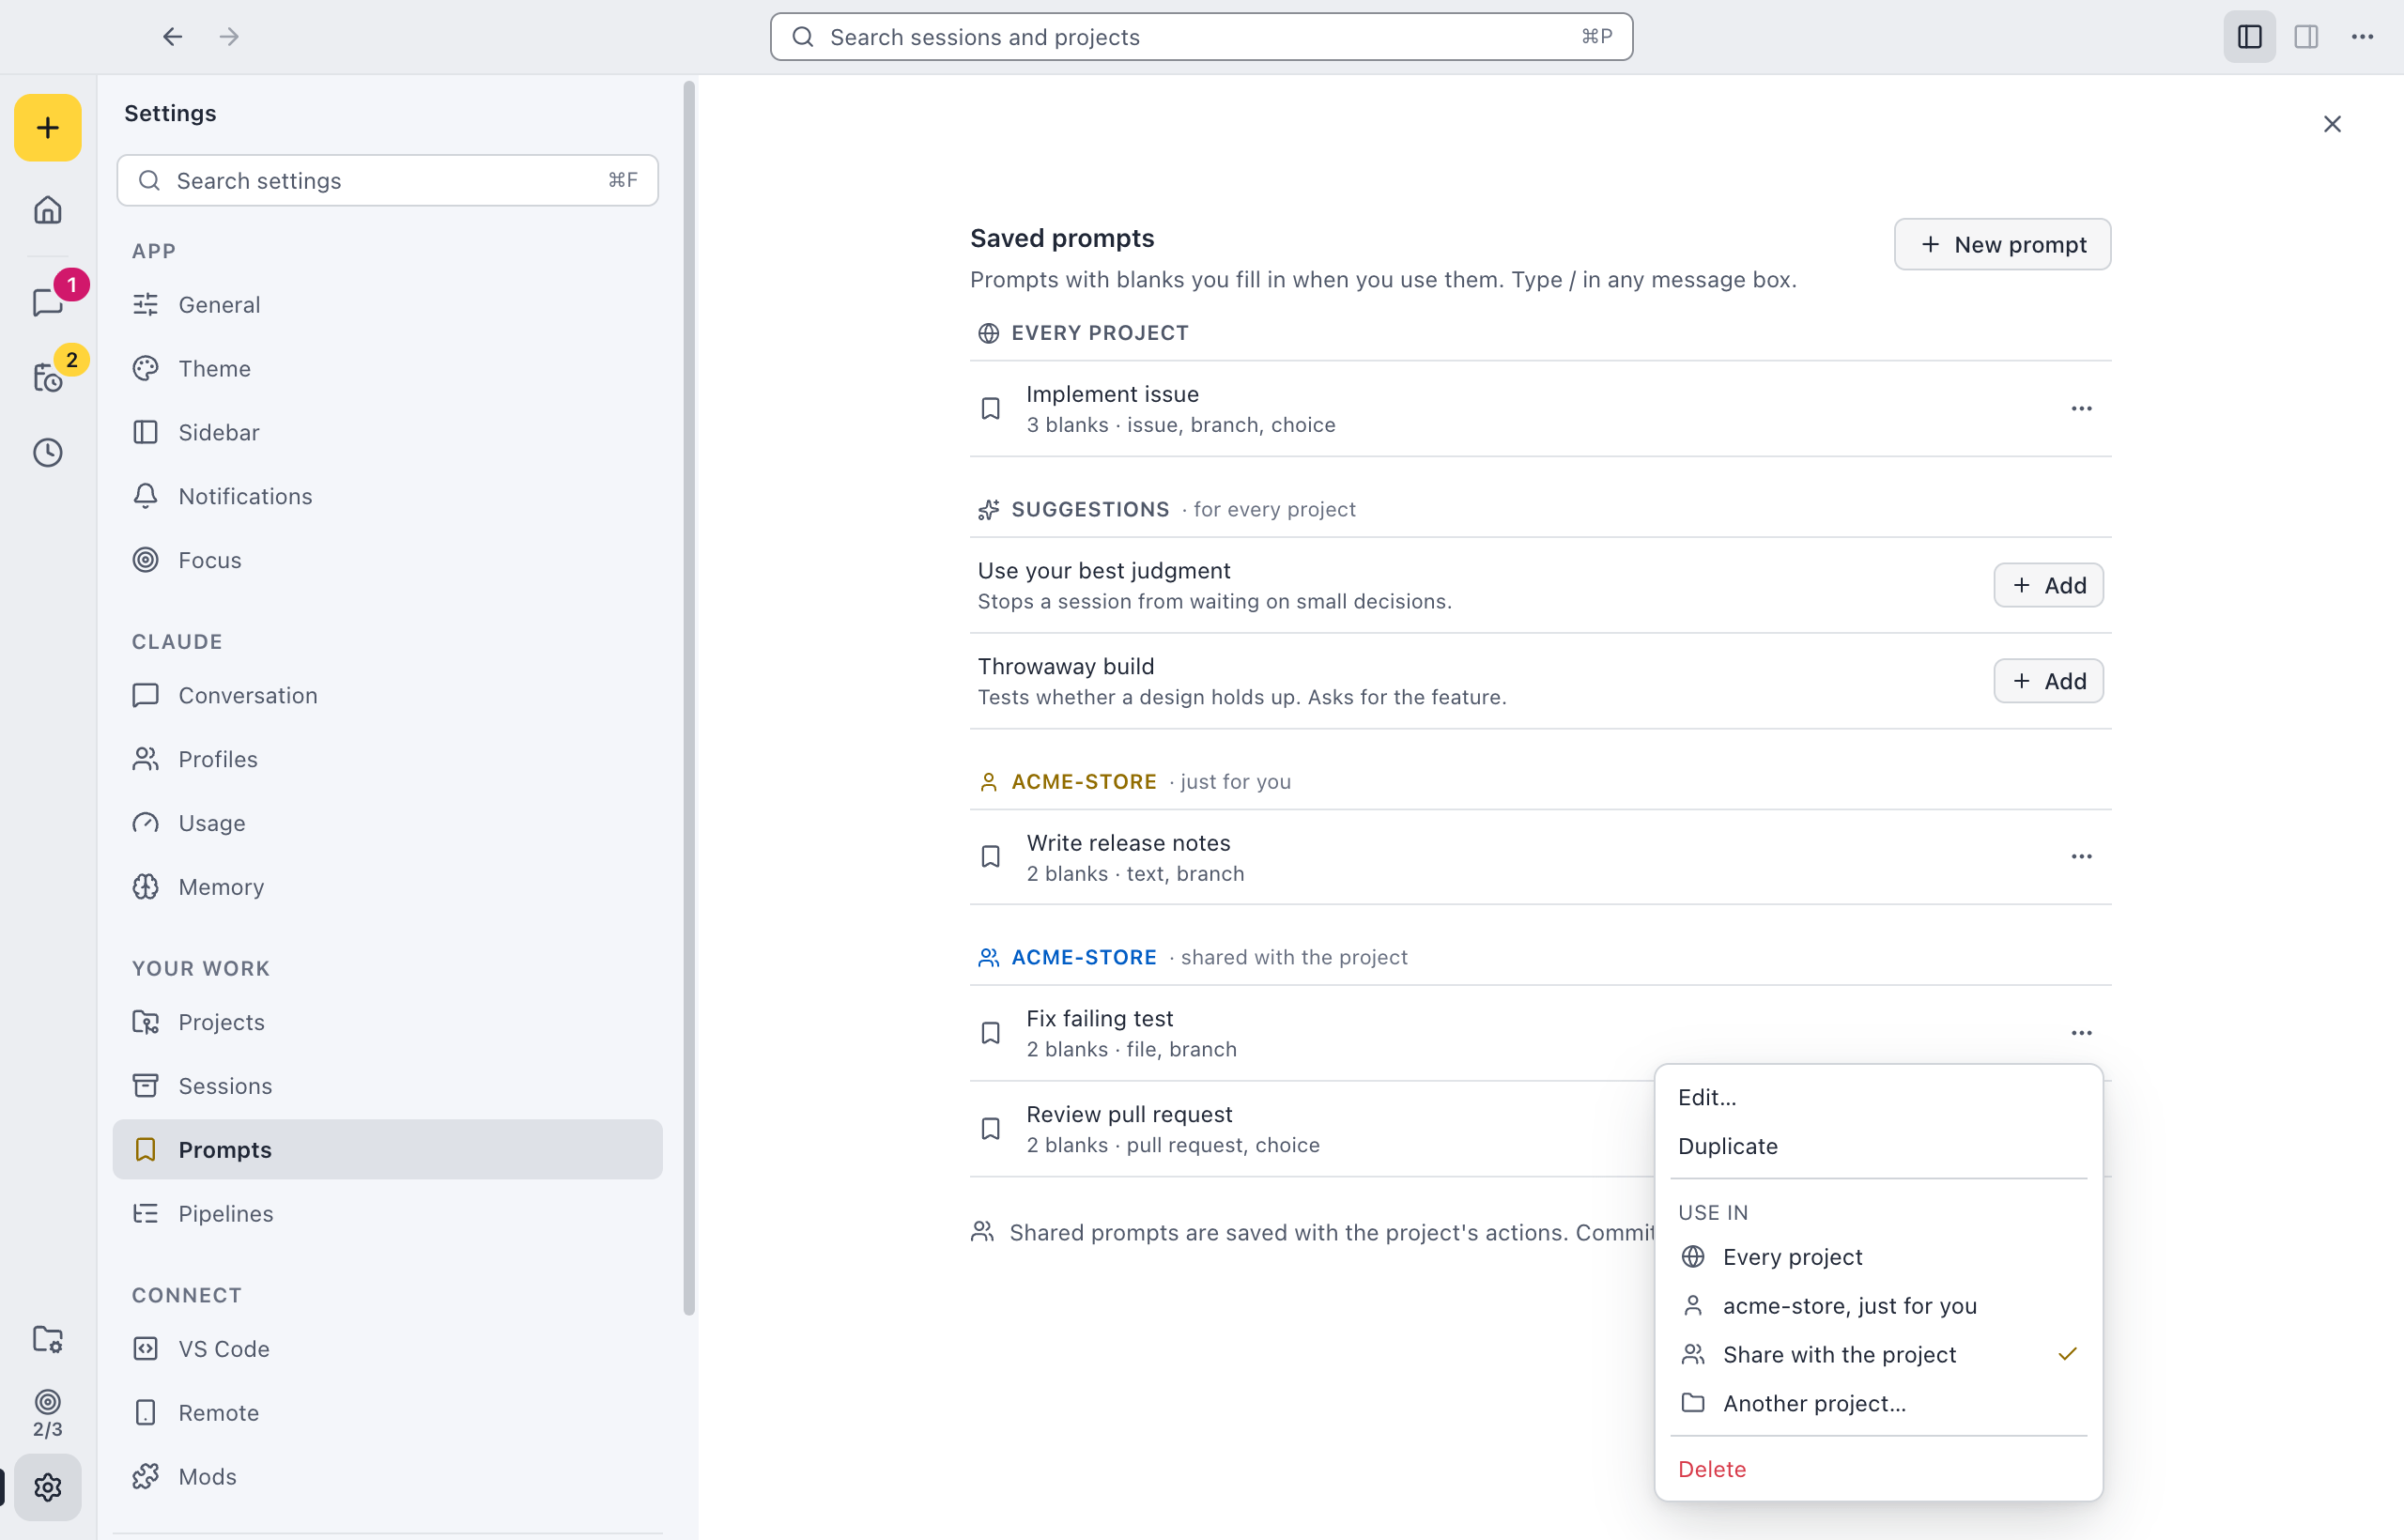 Search sessions and projects ⌘P
Settings
Search settings ⌘F
1
2
APP
General
Theme
Sidebar
Notifications
Focus
CLAUDE
Conversation
Profiles
Usage
Memory
YOUR WORK
Projects
Sessions
Prompts
Pipelines
CONNECT
VS Code
Remote
Mods
2/3
Saved prompts
New prompt
Prompts with blanks you fill in when you use them. Type / in any message box.
EVERY PROJECT
Implement issue
3 blanks · issue, branch, choice
SUGGESTIONS · for every project
Use your best judgment
Stops a session from waiting on small decisions.
Add
Throwaway build
Tests whether a design holds up. Asks for the feature.
Add
ACME-STORE · just for you
Write release notes
2 blanks · text, branch
ACME-STORE · shared with the project
Fix failing test
2 blanks · file, branch
Review pull request
2 blanks · pull request, choice
Shared prompts are saved with the project's actions. Commit
Edit...
Duplicate
USE IN
Every project
acme-store, just for you
Share with the project
Another project...
Delete